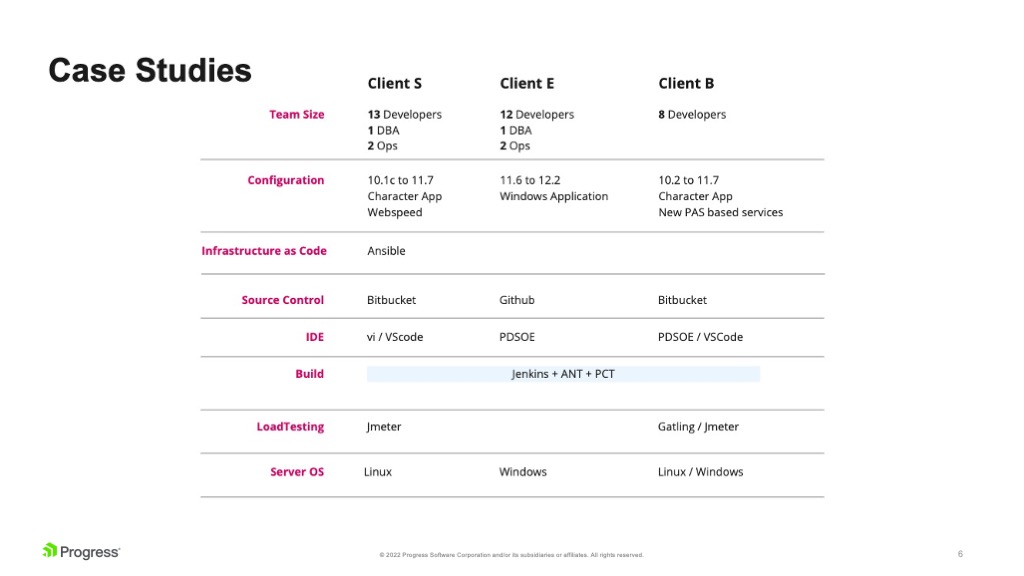 Case Studies
Client S Client E Client B
Team Size 13 Developers 12 Developers 8 Developers
1 DBA 1 DBA
2 Ops 2 Ops
Configuration 10.1c to 11.7 11.6 to 12.2 10.2 to 11.7
Character App Windows Application Character App
Webspeed New PAS based services
Infrastructure as Code Ansible
Source Control Bitbucket Github Bitbucket
IDE vi / VScode PDSOE PDSOE / VSCode
Build Jenkins + ANT + PCT
LoadTesting Jmeter Gatling / Jmeter
Server OS Linux Windows Linux / Windows
Progress
© 2022 Progress Software Corporation and/or its subsidiaries or affiliates. All rights reserved.
6